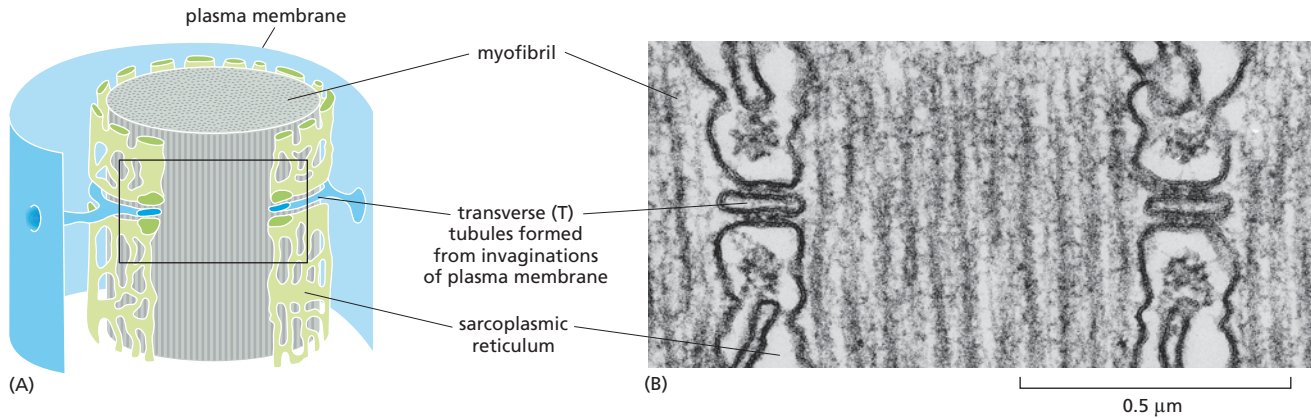 plasma membrane
myofibril
transverse (T)
tubules formed
from invaginations
of plasma membrane
sarcoplasmic
reticulum
(A)
(B)
0.5 μm